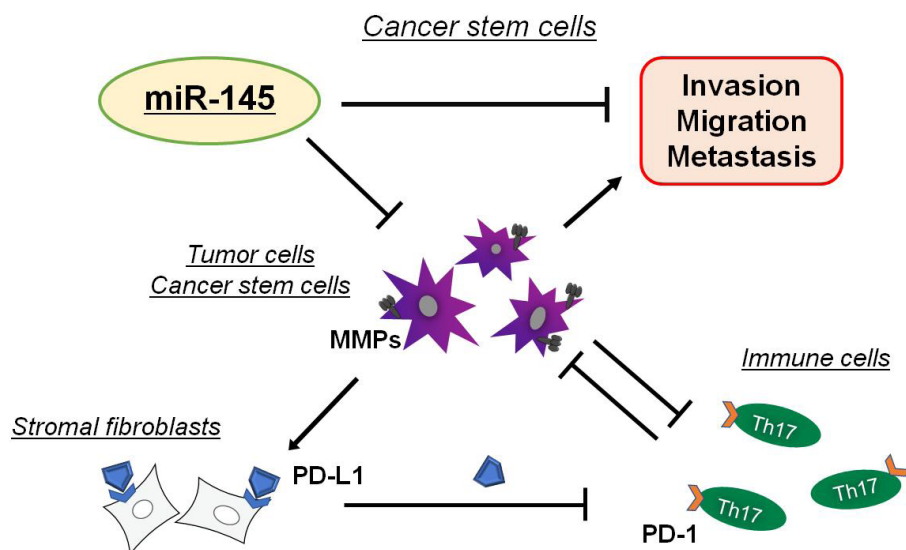 Cancer stem cells
miR-145
Invasion
Migration
Metastasis
Tumor cells
Cancer stem cells
MMPs
Immune cells
Stromal fibroblasts
PD-L1
Th17
Th17
Th17
PD-1